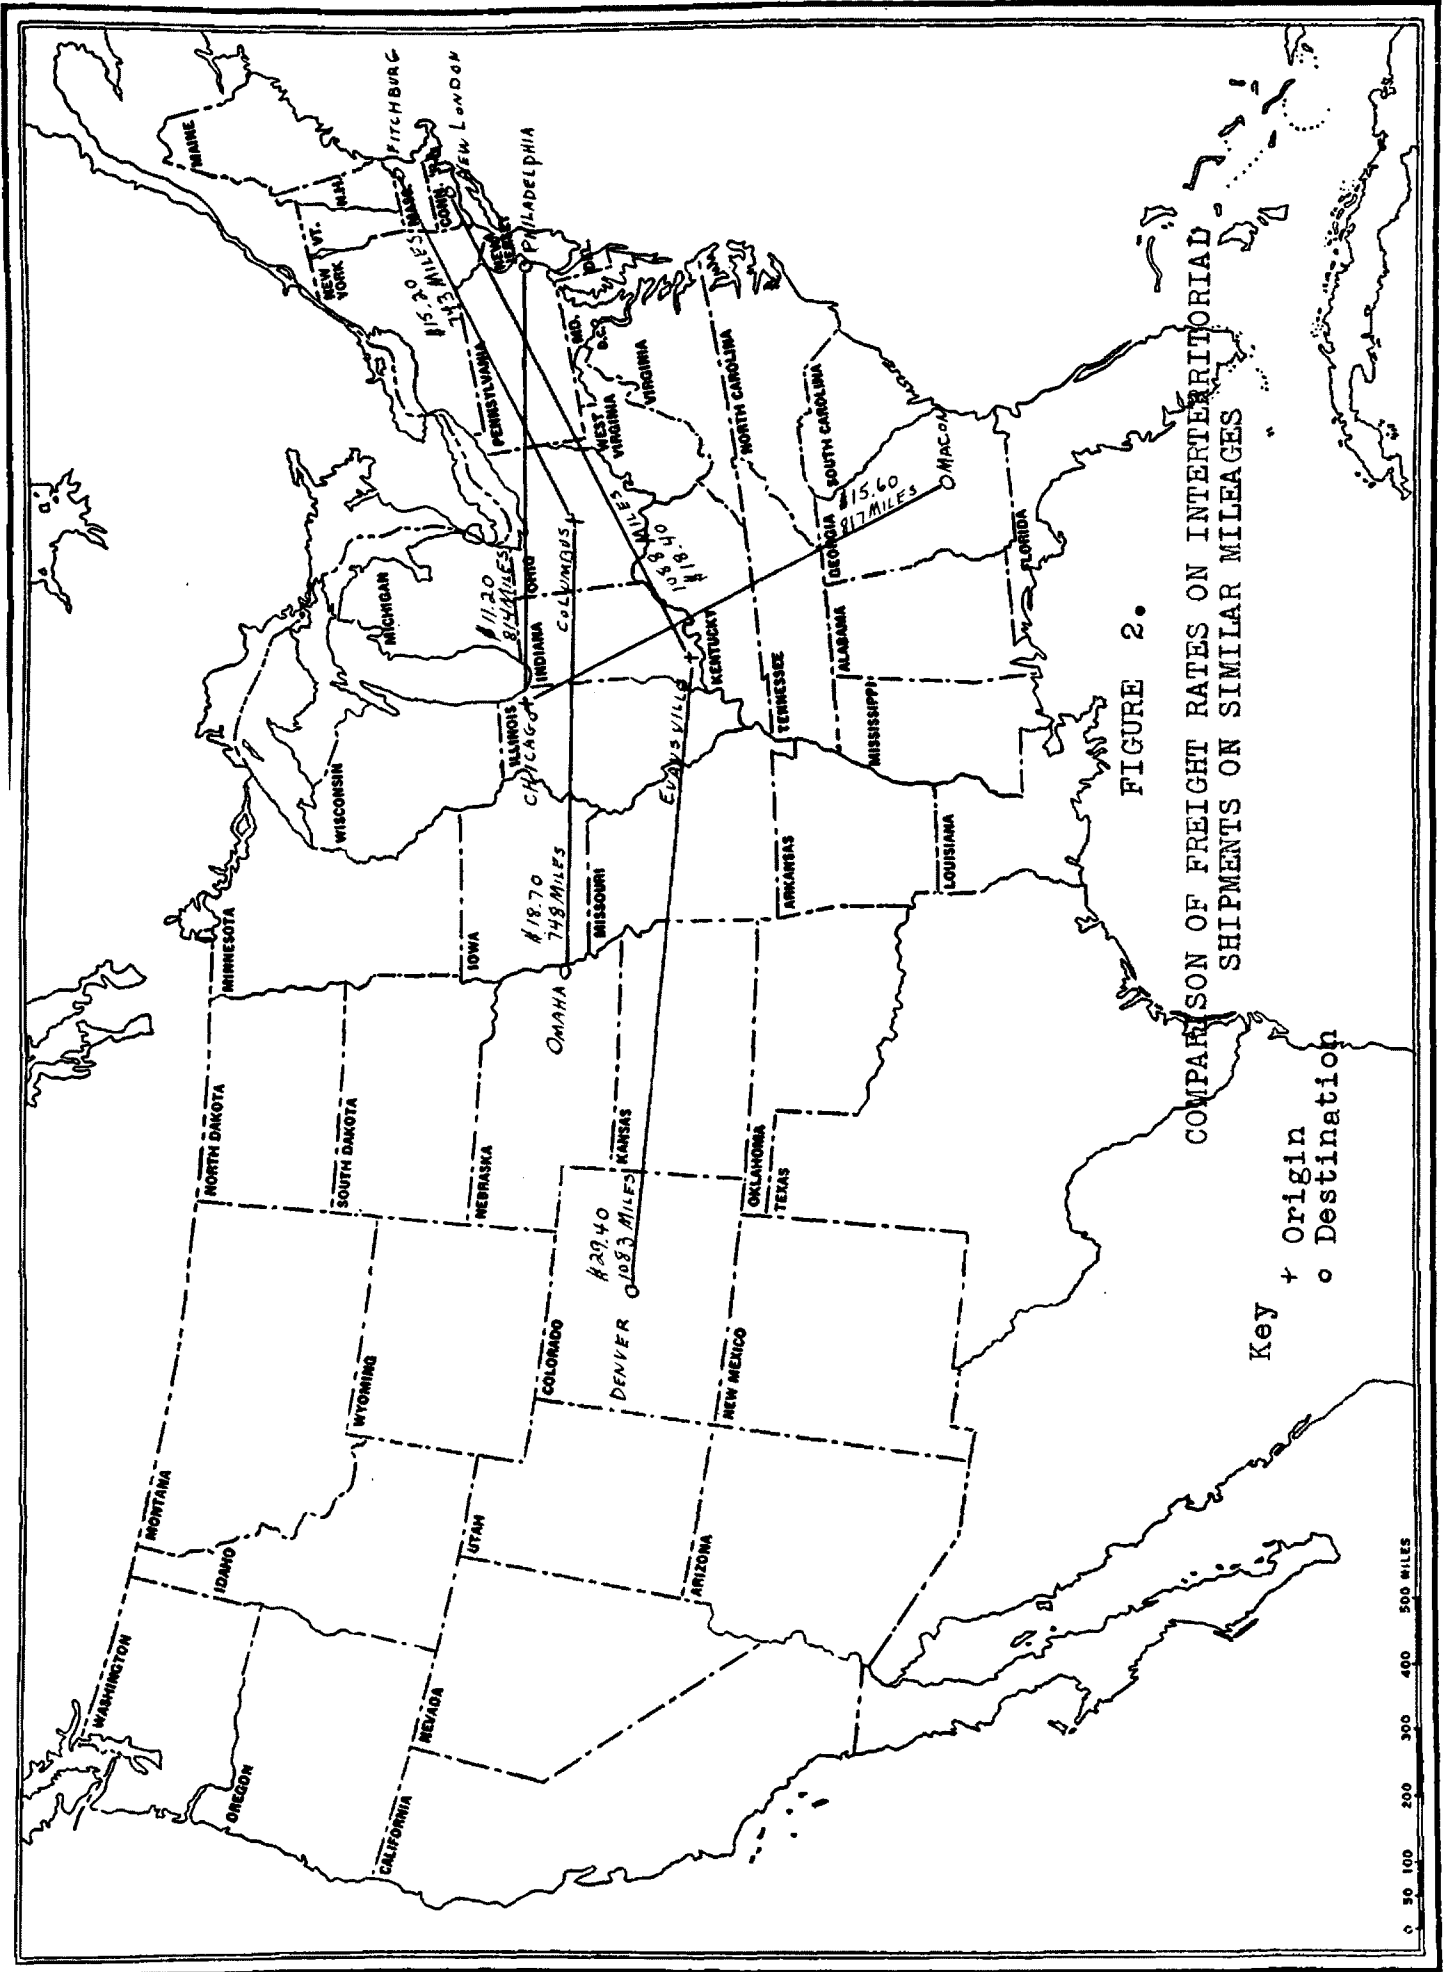 WASHINGTON
OREGON
CALIFORNIA
NEVADA
IDAHO
MONTANA
UTAH
ARIZONA
WYOMING
COLORADO
NEW MEXICO
NORTH DAKOTA
SOUTH DAKOTA
NEBRASKA
KANSAS
OKLAHOMA
TEXAS
MINNESOTA
IOWA
MISSOURI
ARKANSAS
LOUISIANA
WISCONSIN
ILLINOIS
MICHIGAN
INDIANA
OHIO
KENTUCKY
TENNESSEE
MISSISSIPPI
ALABAMA
GEORGIA
FLORIDA
SOUTH CAROLINA
NORTH CAROLINA
VIRGINIA
WEST
VIRGINIA
PENNSYLVANIA
MD.
D.C.
DEL.
NEW
JERSEY
NEW
YORK
VT.
N.H.
MAINE
MASS.
CONN.
R.I.
DENVER
$29.40
1083 MILES
OMAHA
$18.70
748 MILES
CHICAGO
EVANSVILLE
COLUMBUS
$11.20
814 MILES
1088 MILES
$18.40
$15.60
817 MILES
MACON
$15.20
743 MILES
FITCHBURG
NEW LONDON
PHILADELPHIA
FIGURE 2.
COMPARISON OF FREIGHT RATES ON INTERTERRITORIAL
SHIPMENTS ON SIMILAR MILEAGES
Key
+ Origin
o Destination
0 50 100 200 300 400 500 MILES